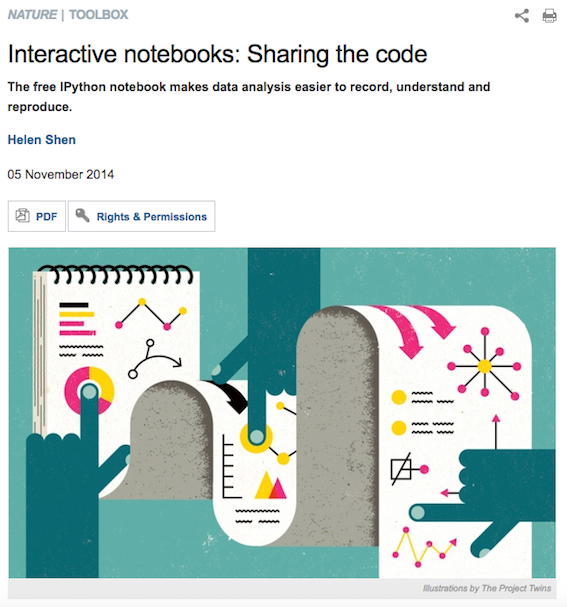 NATURE | TOOLBOX
Interactive notebooks: Sharing the code
The free IPython notebook makes data analysis easier to record, understand and
reproduce.
Helen Shen
05 November 2014
PDF
Rights & Permissions
Illustrations by The Project Twins